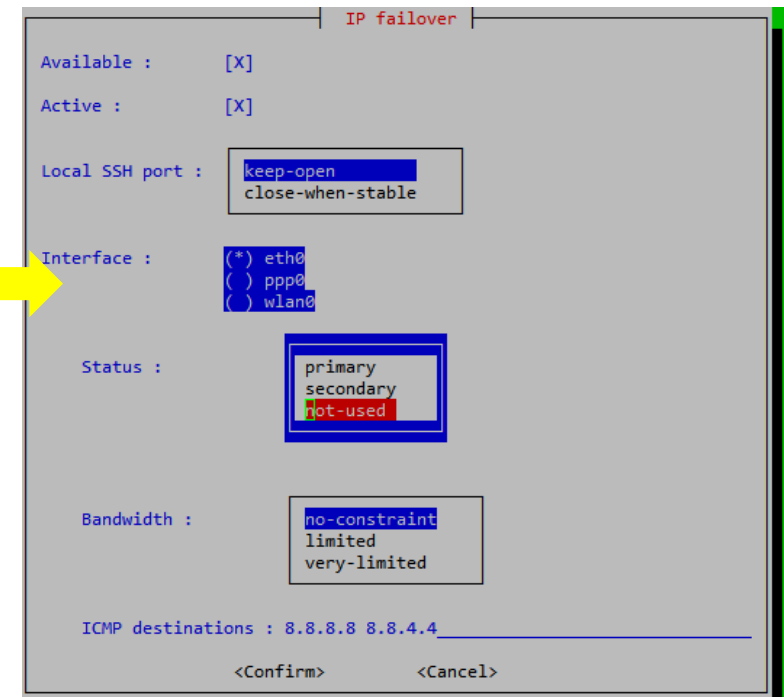 IP failover
Available : [X]
Active : [X]
Local SSH port : keep-open
close-when-stable
Interface : (*) eth0
( ) ppp0
( ) wlan0
Status : primary
secondary
not-used
Bandwidth : no-constraint
limited
very-limited
ICMP destinations : 8.8.8.8 8.8.4.4
<Confirm> <Cancel>